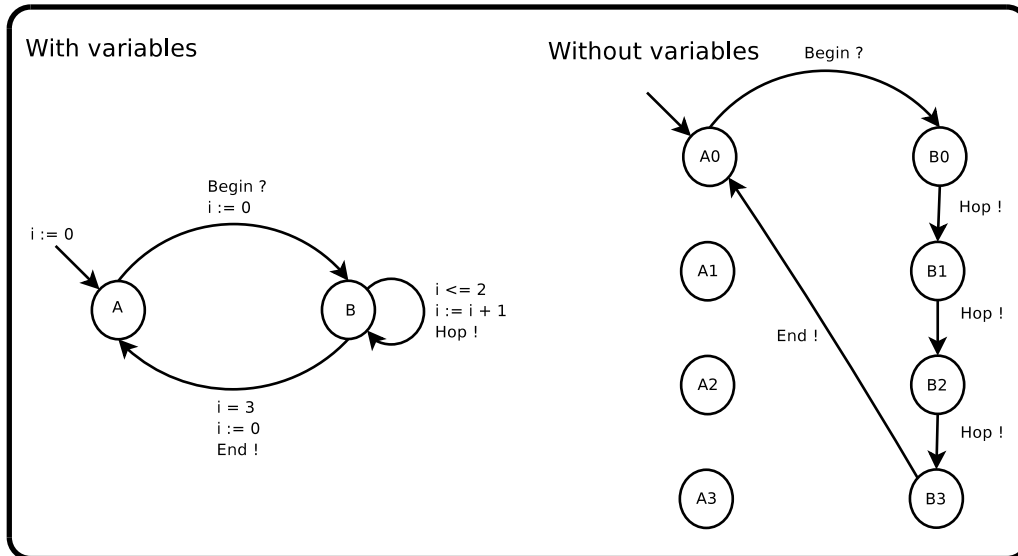 With variables
i := 0
Begin ?
i := 0
A
B
i <= 2
i := i + 1
Hop !
i = 3
i := 0
End !
Without variables
Begin ?
A0
B0
Hop !
A1
B1
Hop !
End !
A2
B2
Hop !
A3
B3